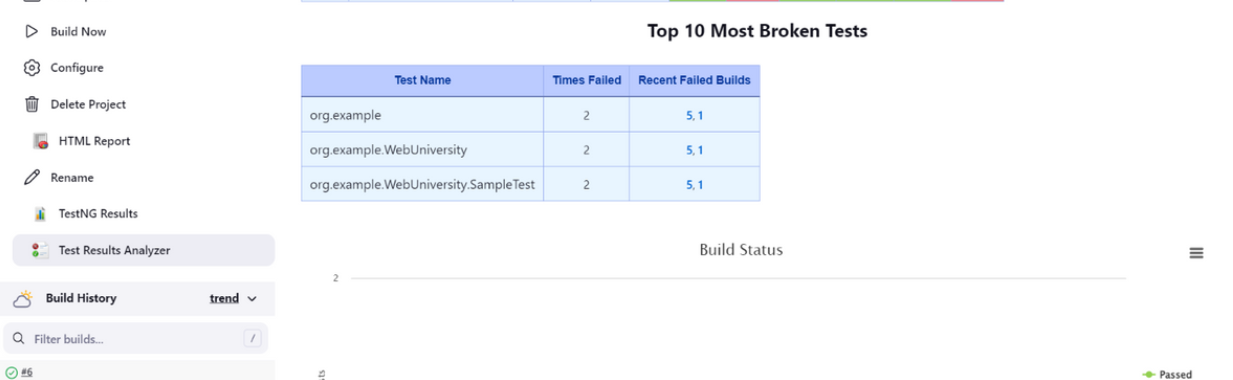 Build Now
Configure
Delete Project
HTML Report
Rename
TestNG Results
Test Results Analyzer
Build History trend
Filter builds... /
#6
Top 10 Most Broken Tests
Test Name Times Failed Recent Failed Builds
org.example 2 5, 1
org.example.WebUniversity 2 5, 1
org.example.WebUniversity.SampleTest 2 5, 1
Build Status
2
Passed